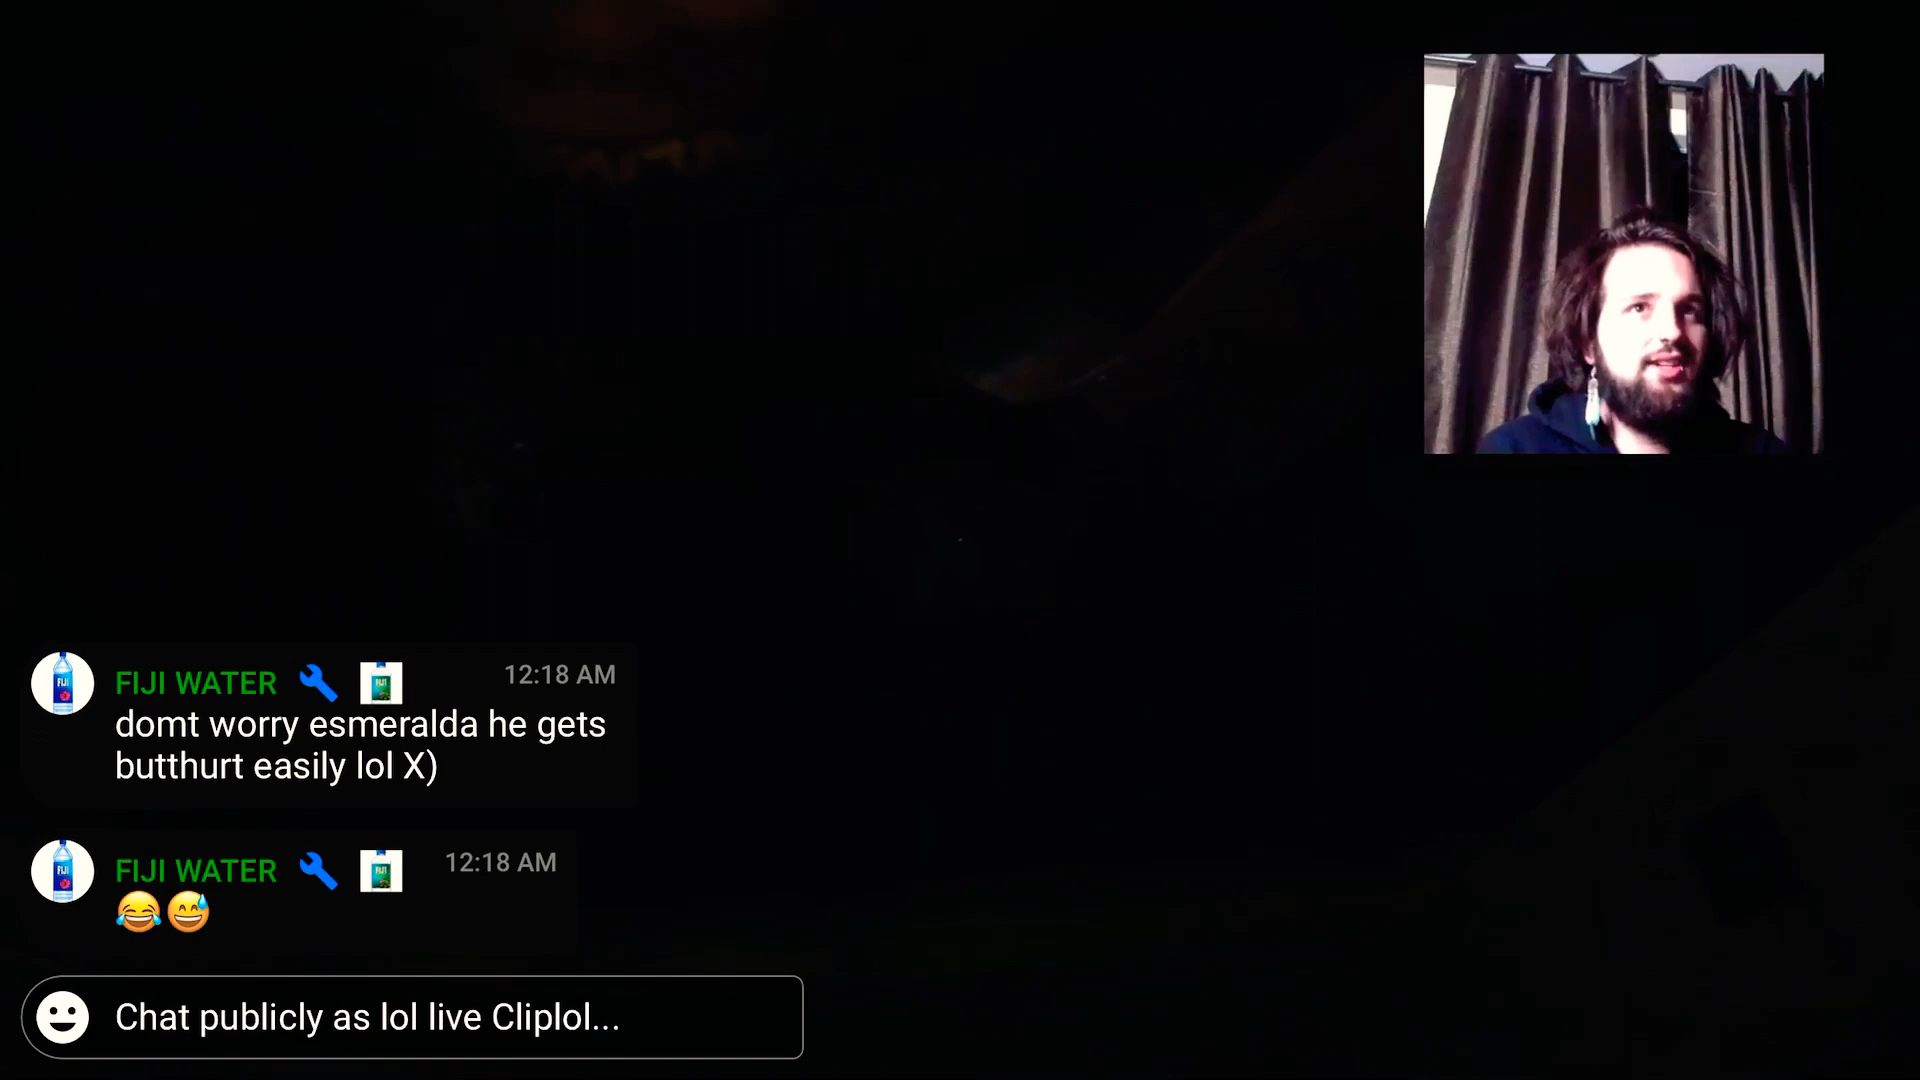 FIJI WATER 12:18 AM
domt worry esmeralda he gets
butthurt easily lol X)
FIJI WATER 12:18 AM
😂😅
Chat publicly as lol live Cliplol...